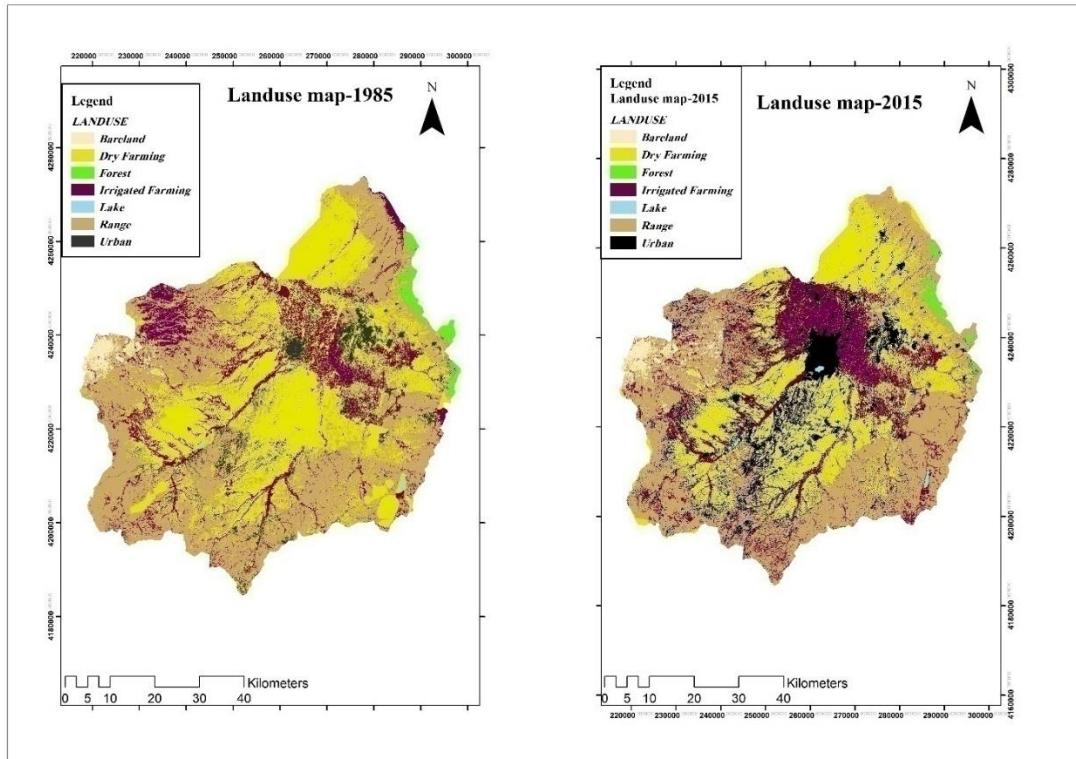 220000 230000 240000 250000 260000 270000 280000 290000 300000
Legend
LANDUSE
Bareland
Dry Farming
Forest
Irrigated Farming
Lake
Range
Urban
Landuse map-1985
N
4280000
4260000
4240000
4220000
4200000
4180000
0 5 10 20 30 40
Kilometers
Legend
Landuse map-2015
LANDUSE
Bareland
Dry Farming
Forest
Irrigated Farming
Lake
Range
Urban
Landuse map-2015
N
4300000
4280000
4260000
4240000
4220000
4200000
4180000
4160000
0 5 10 20 30 40
Kilometers
220000 230000 240000 250000 260000 270000 280000 290000 300000